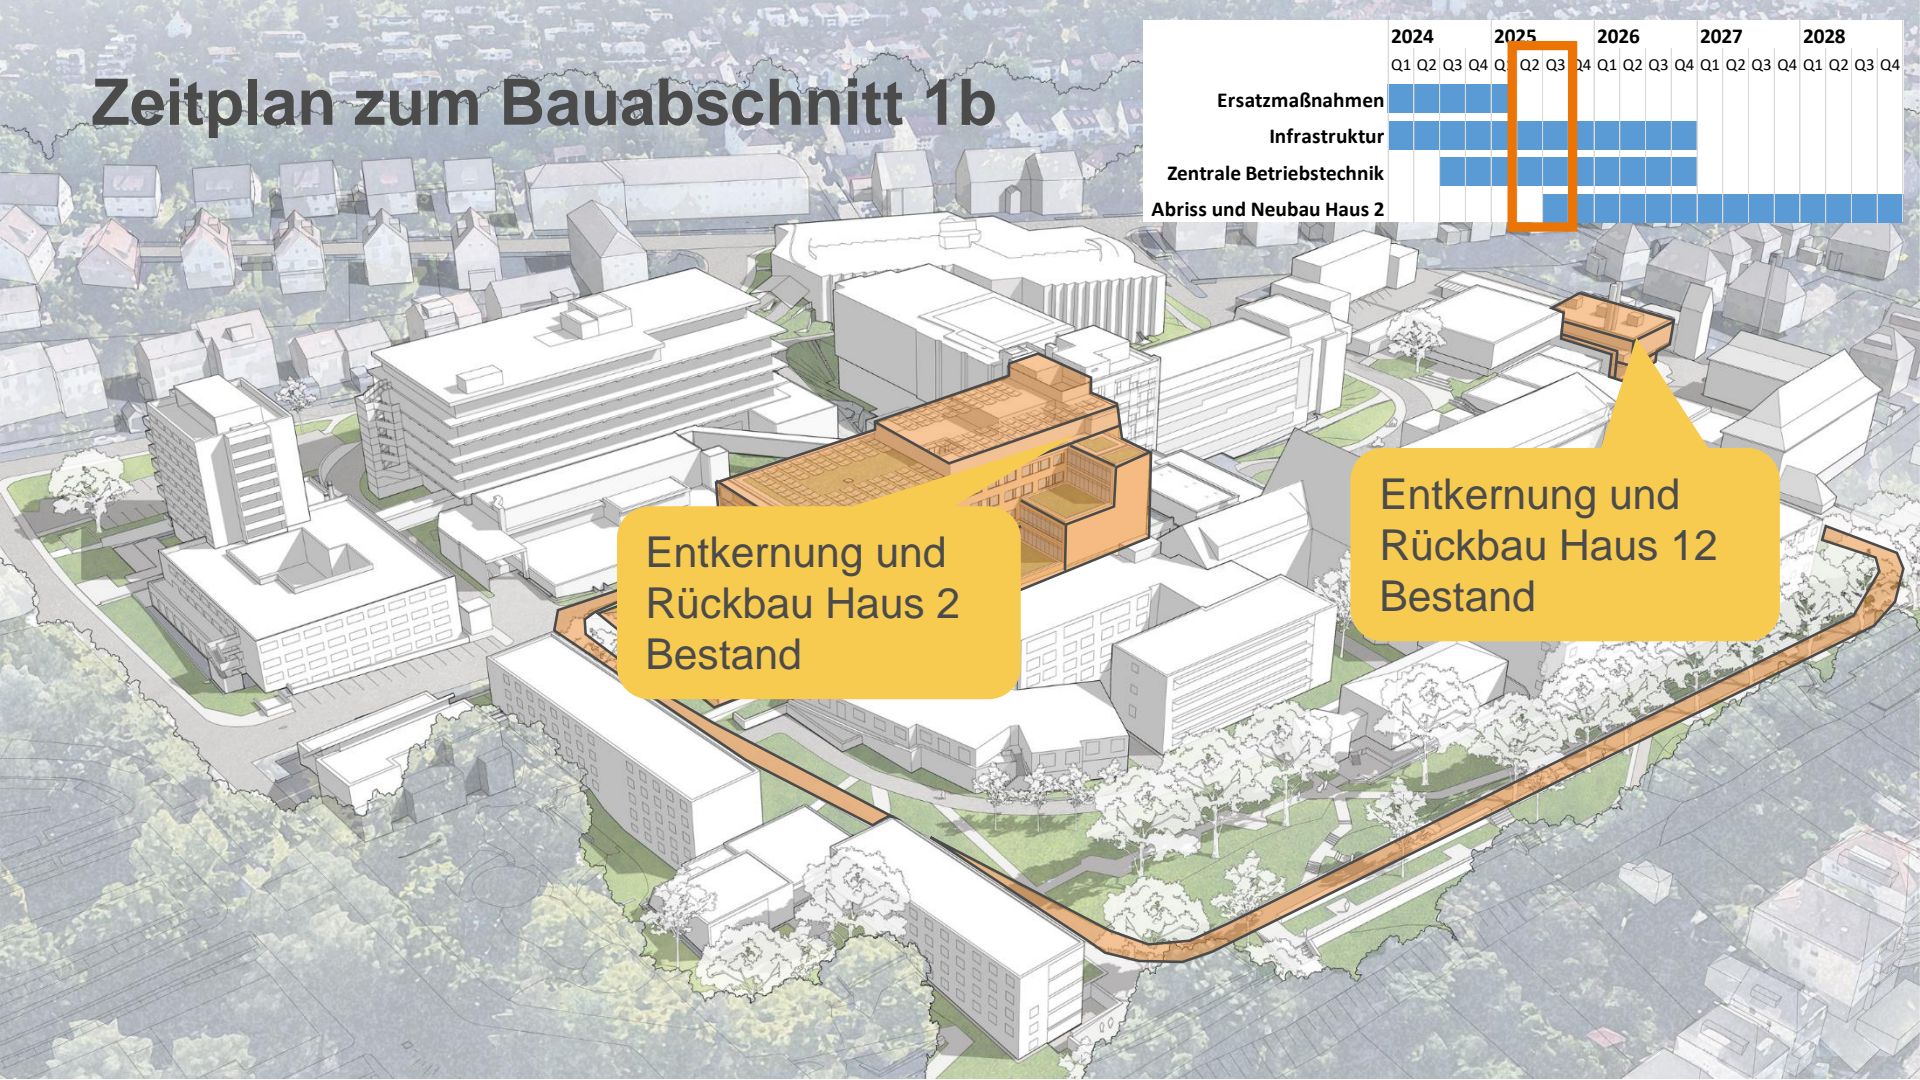 Zeitplan zum Bauabschnitt 1b
2024 2025 2026 2027 2028
Q1 Q2 Q3 Q4 Q1 Q2 Q3 Q4 Q1 Q2 Q3 Q4 Q1 Q2 Q3 Q4 Q1 Q2 Q3 Q4
Ersatzmaßnahmen
Infrastruktur
Zentrale Betriebstechnik
Abriss und Neubau Haus 2
Entkernung und
Rückbau Haus 2
Bestand
Entkernung und
Rückbau Haus 12
Bestand